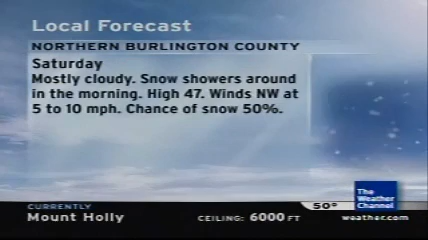 Local Forecast
NORTHERN BURLINGTON COUNTY
Saturday
Mostly cloudy. Snow showers around
in the morning. High 47. Winds NW at
5 to 10 mph. Chance of snow 50%.
CURRENTLY
Mount Holly
CEILING: 6000 FT
50°
The
Weather
Channel
weather.com